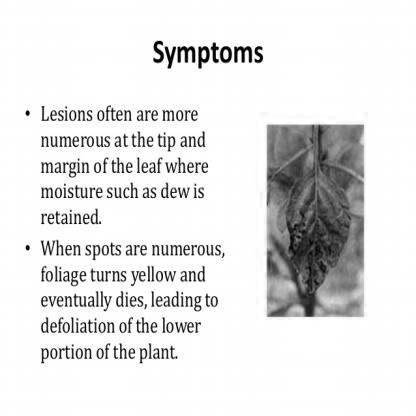 Symptoms
• Lesions often are more
numerous at the tip and
margin of the leaf where
moisture such as dew is
retained.
• When spots are numerous,
foliage turns yellow and
eventually dies, leading to
defoliation of the lower
portion of the plant.